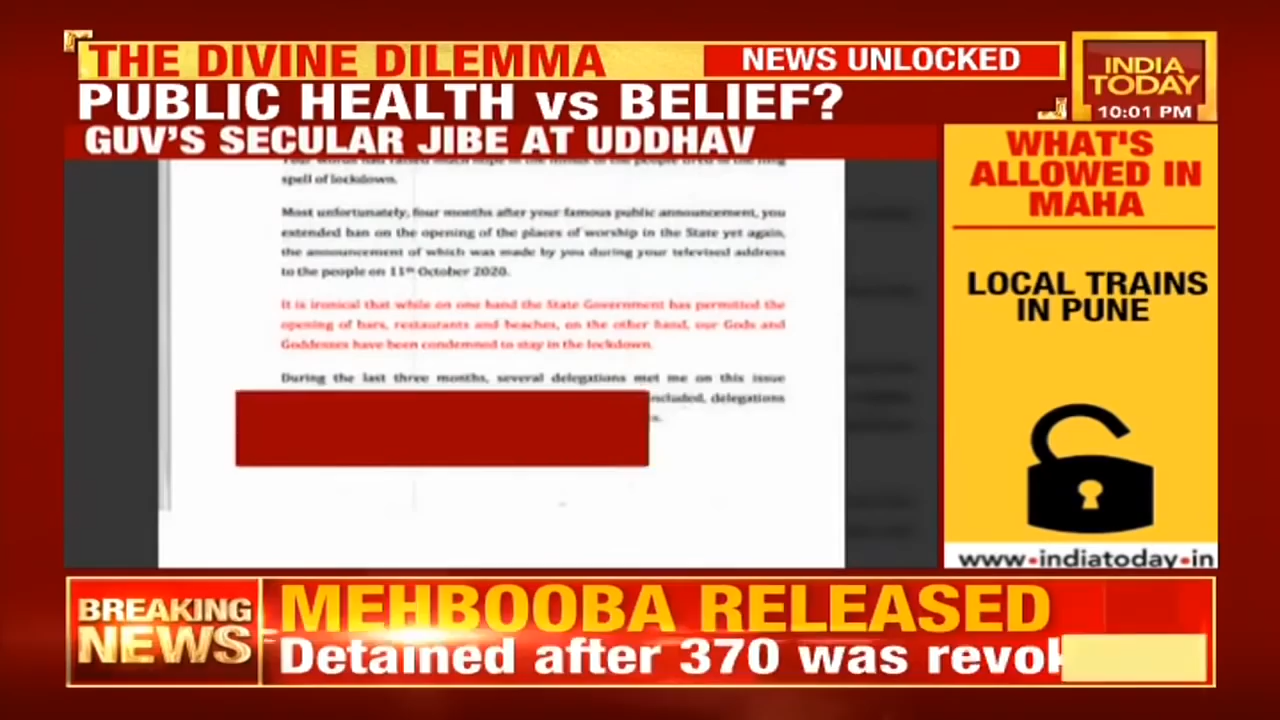 THE DIVINE DILEMMA
NEWS UNLOCKED
INDIA
TODAY
10:01 PM
PUBLIC HEALTH vs BELIEF?
GUV'S SECULAR JIBE AT UDDHAV
spell of lockdown.
Most unfortunately, four months after your famous public announcement, you
extended ban on the opening of the places of worship in the State yet again,
the announcement of which was made by you during your televised address
to the people on 11th October 2020.
It is ironical that while on one hand the State Government has permitted the
opening of bars, restaurants and beaches, on the other hand, our Gods and
Goddesses have been condemned to stay in the lockdown.
During the last three months, several delegations met me on this issue
included, delegations
WHAT'S
ALLOWED IN
MAHA
LOCAL TRAINS
IN PUNE
www•indiatoday•in
BREAKING
NEWS
MEHBOOBA RELEASED
Detained after 370 was